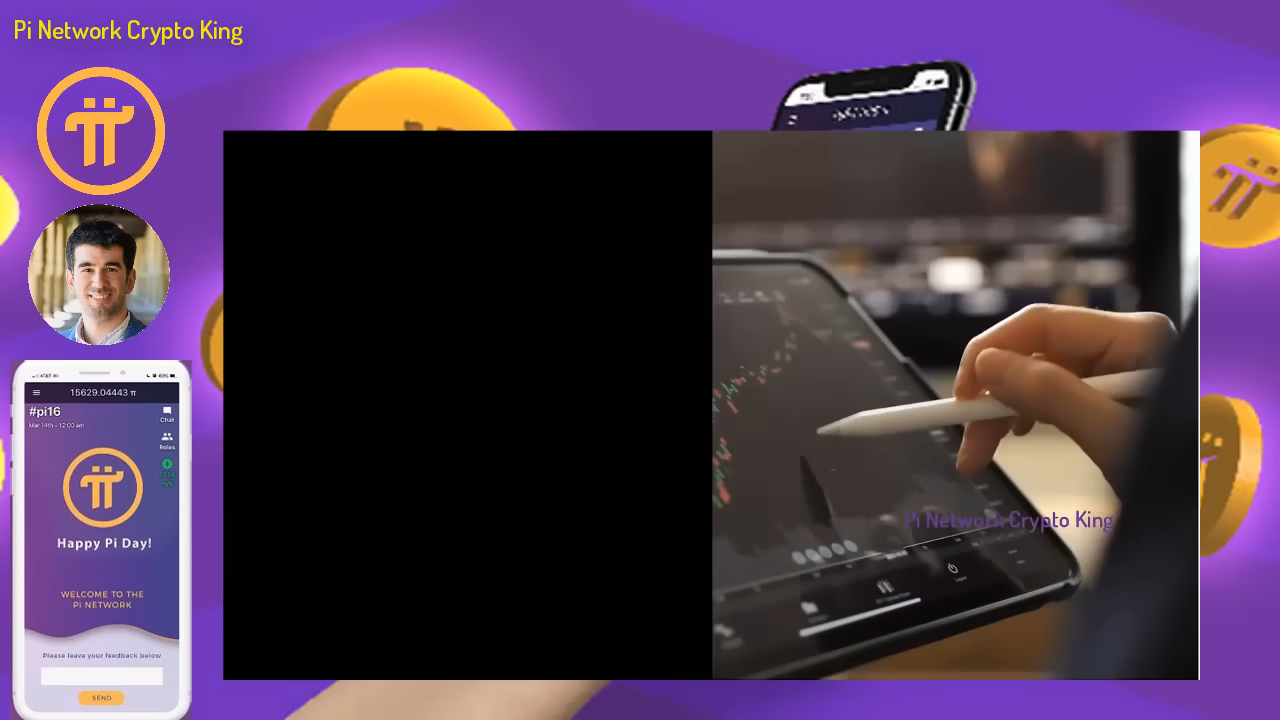 Pi Network Crypto King
15629.04443 π
#pi16
Mar 14th - 12:00 am
Chat
Roles
Happy Pi Day!
WELCOME TO THE
Pi NETWORK
Please leave your feedback below
SEND
Pi Network Crypto King